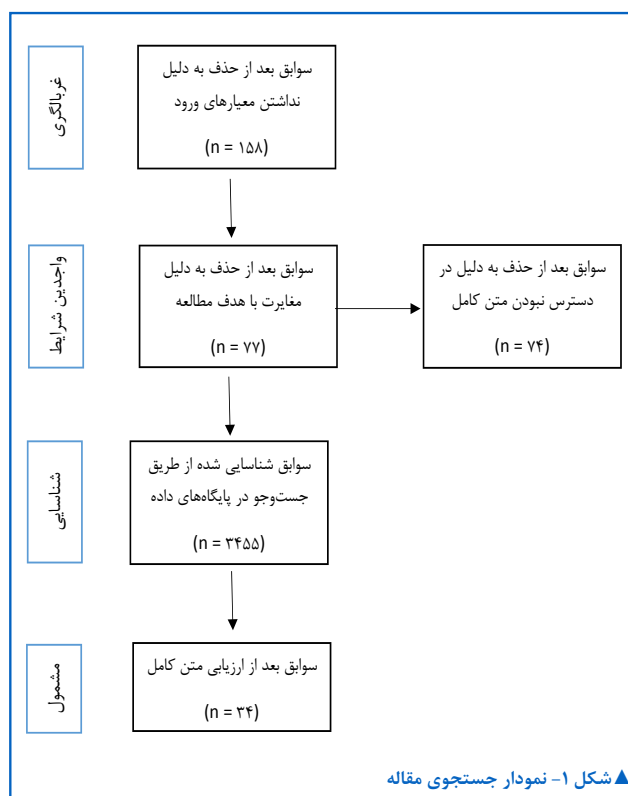 غربالگری
سوابق بعد از حذف به دلیل
نداشتن معیارهای ورود
(n = ۱۵۸)
واجدین شرایط
سوابق بعد از حذف به دلیل
مغایرت با هدف مطالعه
(n = ۷۷)
سوابق بعد از حذف به دلیل در
دسترس نبودن متن کامل
(n = ۷۴)
شناسایی
سوابق شناسایی شده از طریق
جست‌وجو در پایگاه‌های داده
(n = ۳۴۵۵)
مشمول
سوابق بعد از ارزیابی متن کامل
(n = ۳۴)
▲شکل ۱- نمودار جستجوی مقاله